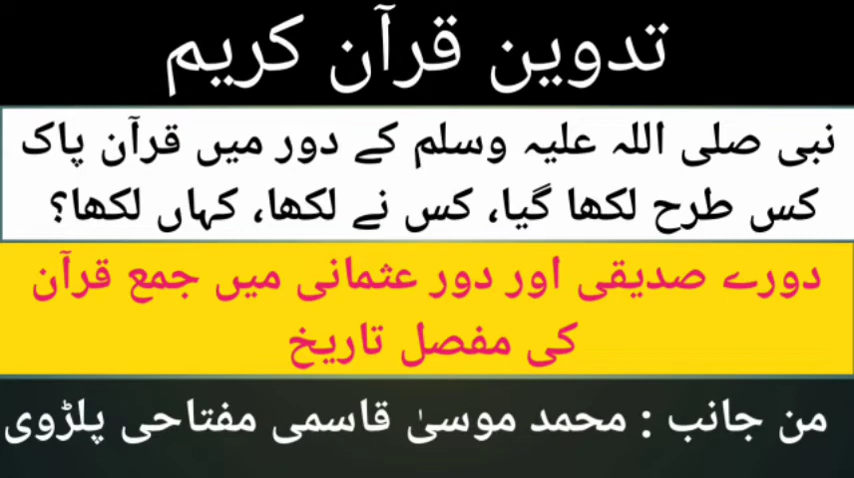 تدوین قرآن کریم
نبی صلی اللہ علیہ وسلم کے دور میں قرآن پاک
کس طرح لکھا گیا، کس نے لکھا، کہاں لکھا؟
دورے صدیقی اور دور عثمانی میں جمع قرآن
کی مفصل تاریخ
من جانب : محمد موسیٰ قاسمی مفتاحی پلڑوی